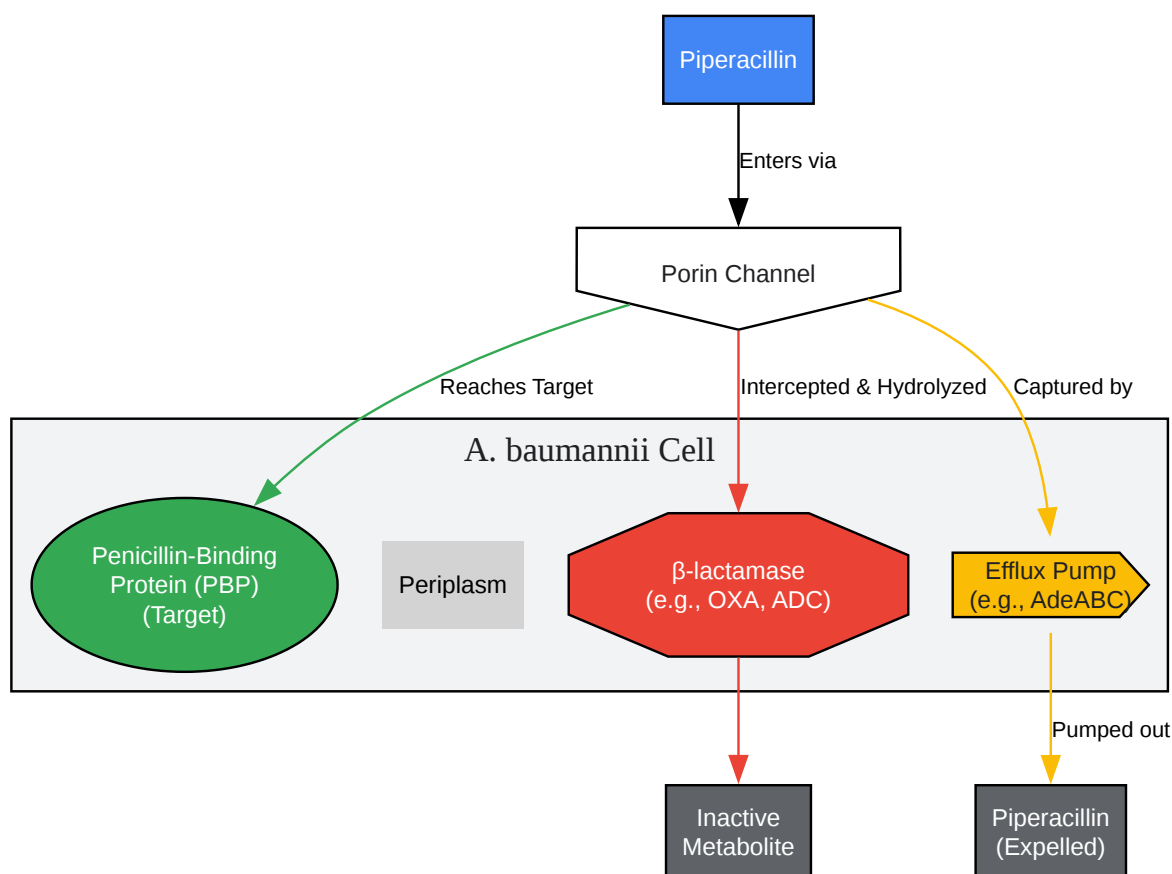 Piperacillin
Enters via
Porin Channel
Reaches Target
Intercepted & Hydrolyzed
Captured by
A. baumannii Cell
Penicillin-Binding
Protein (PBP)
(Target)
Periplasm
β-lactamase
(e.g., OXA, ADC)
Efflux Pump
(e.g., AdeABC)
Pumped out
Inactive
Metabolite
Piperacillin
(Expelled)